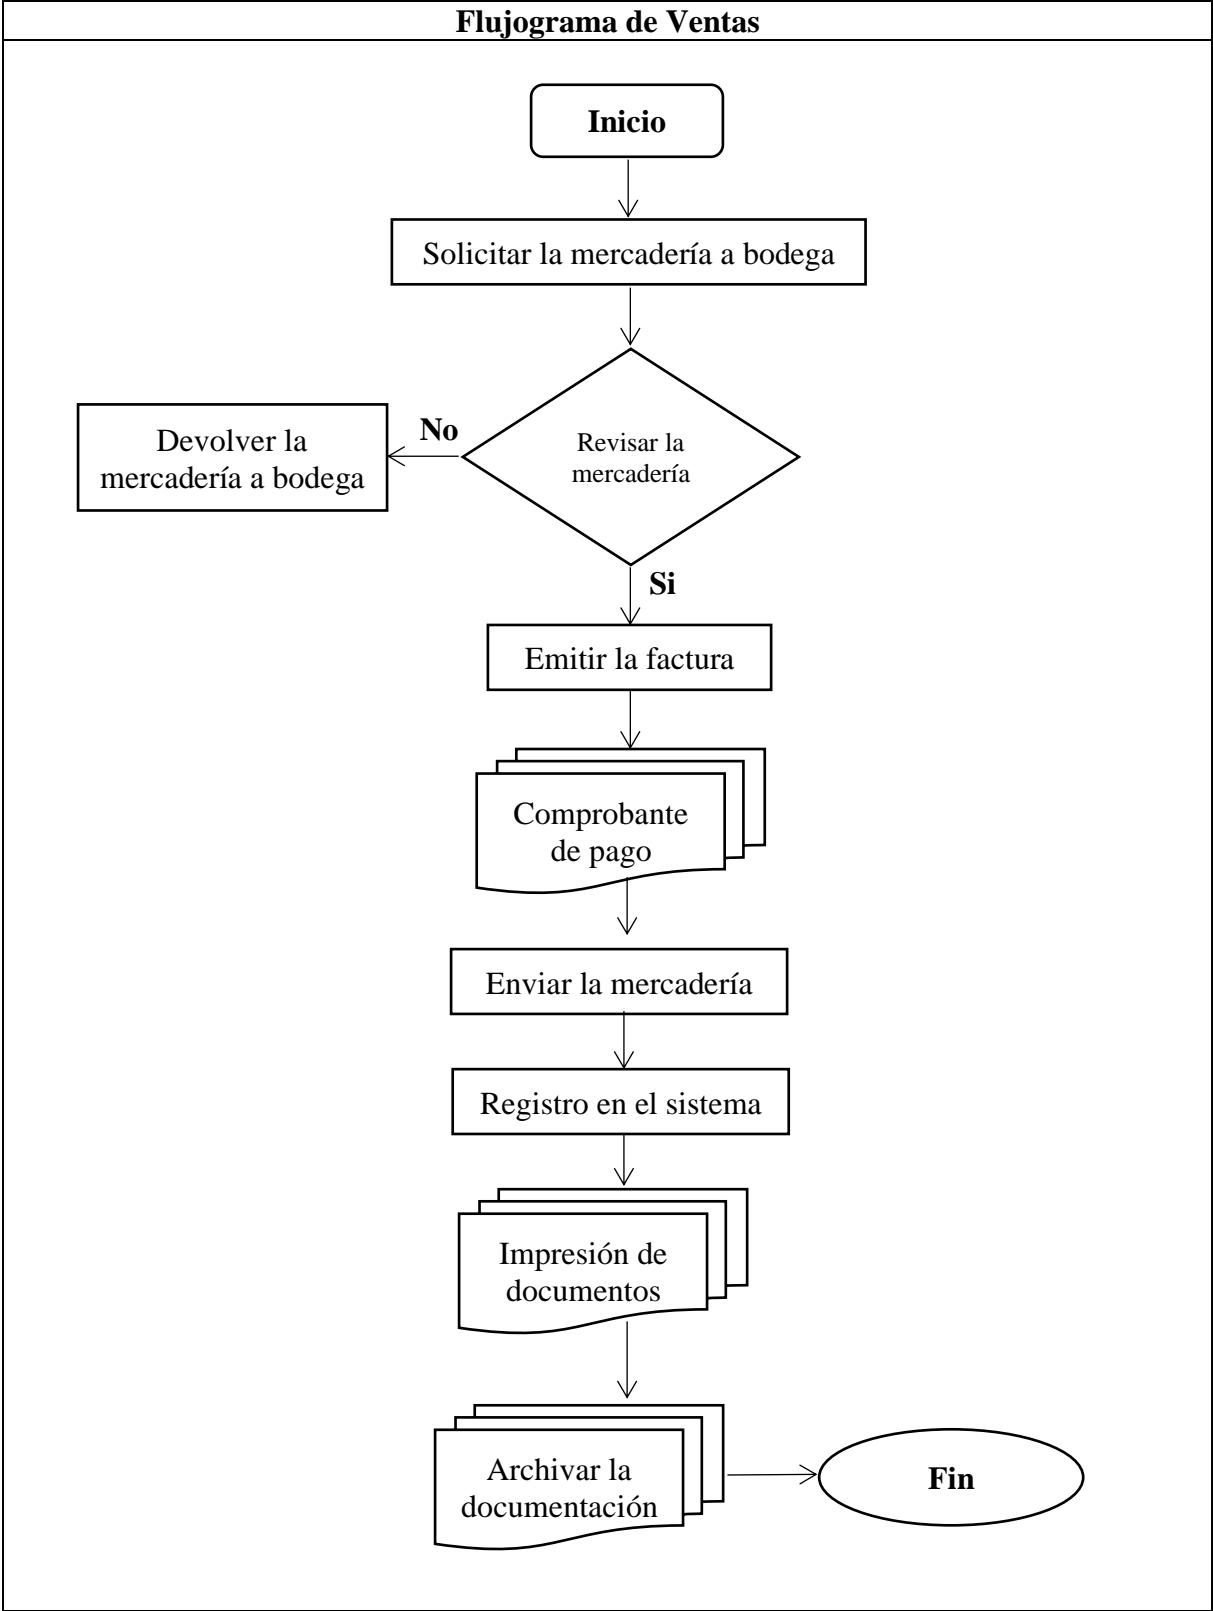 Flujograma de Ventas
Inicio
Solicitar la mercadería a bodega
Revisar la
mercadería
No
Devolver la
mercadería a bodega
Si
Emitir la factura
Comprobante
de pago
Enviar la mercadería
Registro en el sistema
Impresión de
documentos
Archivar la
documentación
Fin